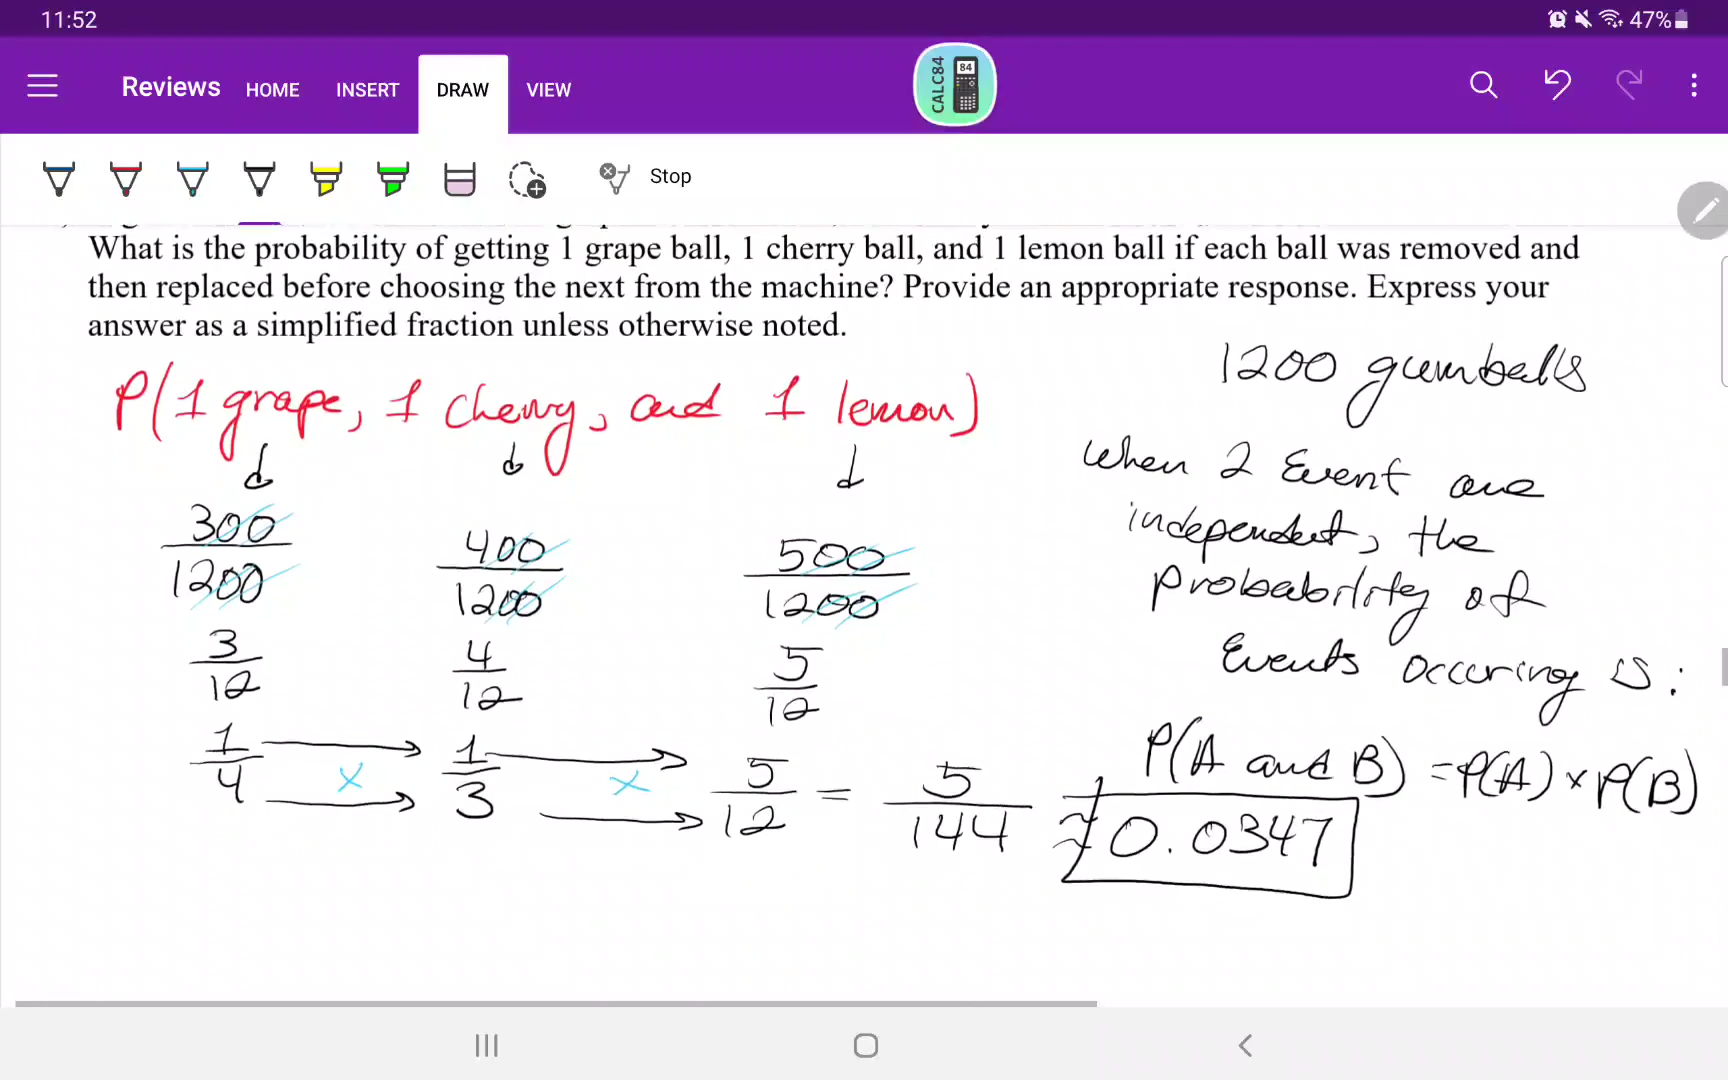 11:52
47%
Reviews HOME INSERT DRAW VIEW
CALC84
84
Stop
What is the probability of getting 1 grape ball, 1 cherry ball, and 1 lemon ball if each ball was removed and
then replaced before choosing the next from the machine? Provide an appropriate response. Express your
answer as a simplified fraction unless otherwise noted.
1200 gumballs
P(1 grape, 1 cherry, and 1 lemon)
300/1200 400/1200 500/1200
3/12 4/12 5/12
1/4 × 1/3 × 5/12 = 5/144 ≈ 0.0347
When 2 Event are
independent, the
Probability of
Events Occuring is:
P(A and B) = P(A) × P(B)